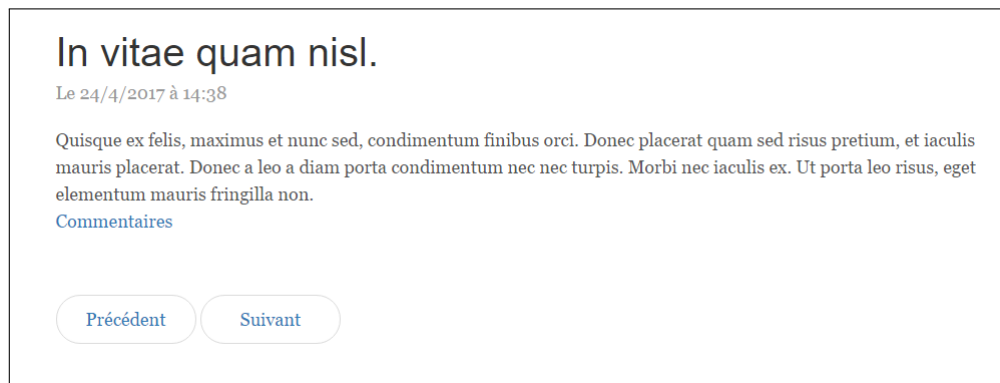 In vitae quam nisl.
Le 24/4/2017 à 14:38
Quisque ex felis, maximus et nunc sed, condimentum finibus orci. Donec placerat quam sed risus pretium, et iaculis
mauris placerat. Donec a leo a diam porta condimentum nec nec turpis. Morbi nec iaculis ex. Ut porta leo risus, eget
elementum mauris fringilla non.
Commentaires
Précédent Suivant